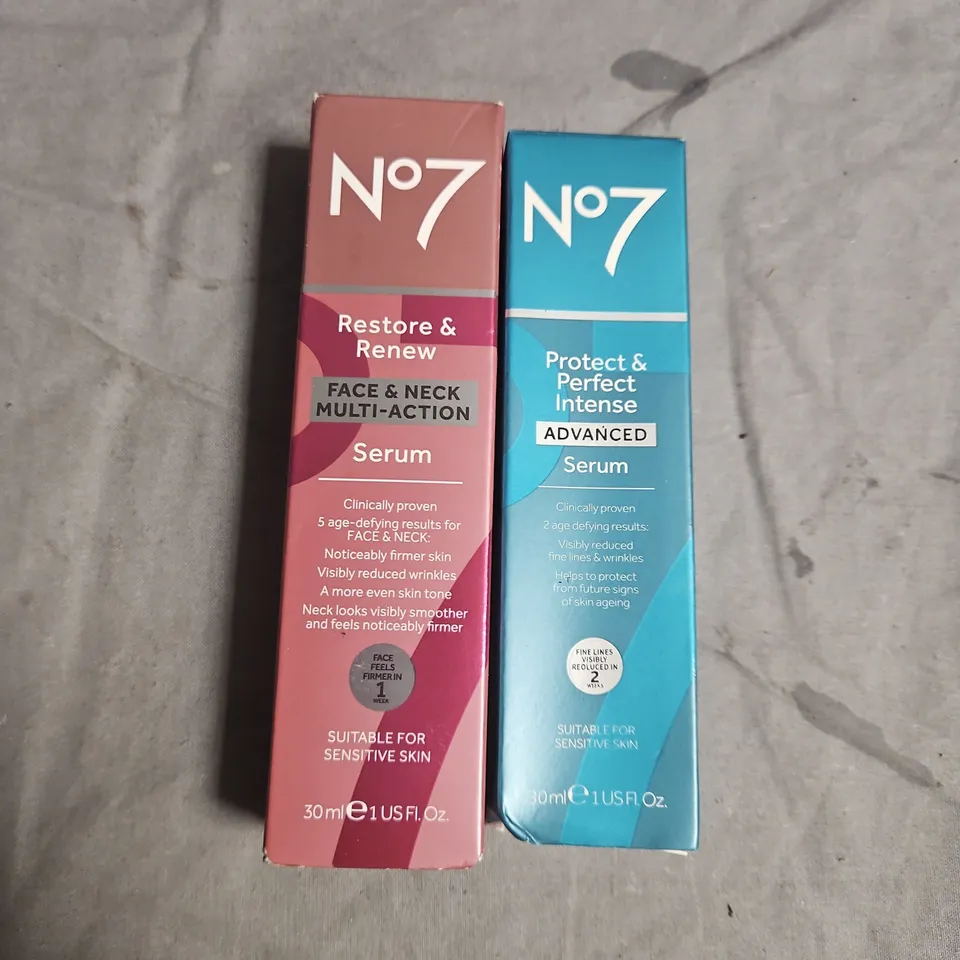 No7
Restore &
Renew
FACE & NECK
MULTI-ACTION
Serum
Clinically proven
5 age-defying results for
FACE & NECK:
Noticeably firmer skin
Visibly reduced wrinkles
A more even skin tone
Neck looks visibly smoother
and feels noticeably firmer
FACE
FEELS
FIRMER IN
1
WEEK
SUITABLE FOR
SENSITIVE SKIN
30ml℮1 US Fl. Oz.
No7
Protect &
Perfect
Intense
ADVANCED
Serum
Clinically proven
2 age defying results:
Visibly reduced
fine lines & wrinkles
Helps to protect
from future signs
of skin ageing
FINE LINES
VISIBLY
REDUCED IN
2
WEEKS
SUITABLE FOR
SENSITIVE SKIN
30ml℮1 US Fl. Oz.